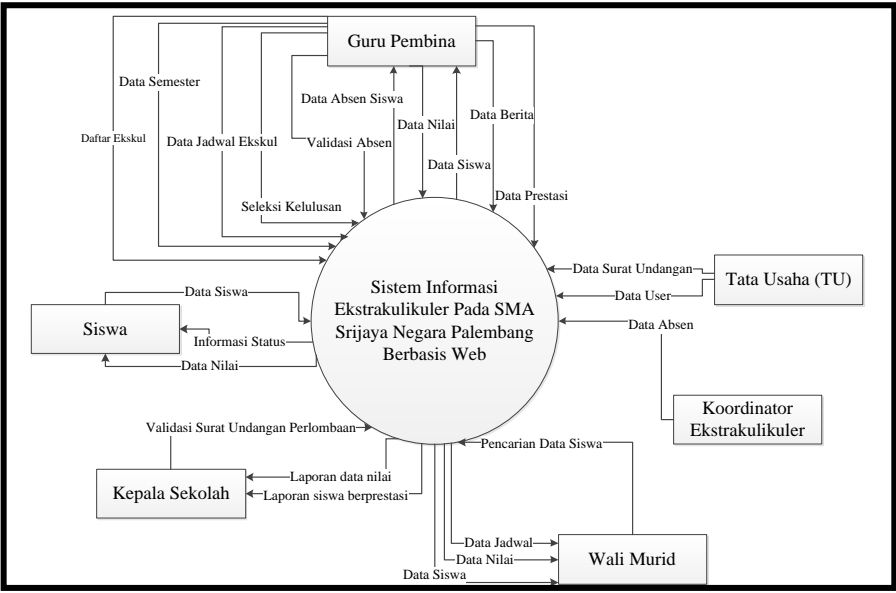 Guru Pembina
Data Semester
Data Absen Siswa
Data Berita
Data Nilai
Daftar Ekskul
Data Jadwal Ekskul
Validasi Absen
Data Siswa
Data Prestasi
Seleksi Kelulusan
Sistem Informasi
Ekstrakulikuler Pada SMA
Srijaya Negara Palembang
Berbasis Web
Data Surat Undangan
Tata Usaha (TU)
Data User
Data Siswa
Siswa
Informasi Status
Data Nilai
Data Absen
Koordinator
Ekstrakulikuler
Validasi Surat Undangan Perlombaan
Pencarian Data Siswa
Laporan data nilai
Kepala Sekolah
Laporan siswa berprestasi
Data Jadwal
Data Nilai
Wali Murid
Data Siswa